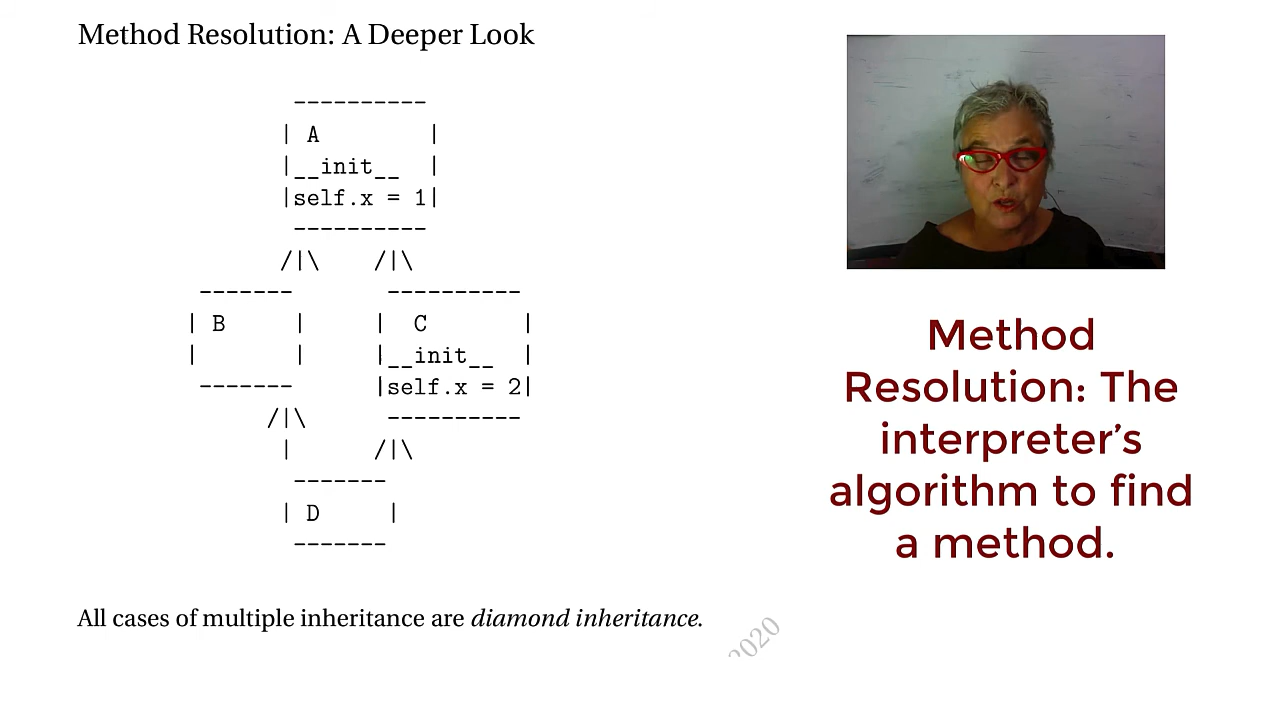 Method Resolution: A Deeper Look
----------
| A         |
|__init__  |
|self.x = 1|
----------
/|\    /|\
-------       ----------
| B     |     |  C       |
|       |     |__init__  |
-------      |self.x = 2|
/|\      ----------
|      /|\
-------
| D     |
-------
All cases of multiple inheritance are diamond inheritance.
2020
Method
Resolution: The
interpreter’s
algorithm to find
a method.